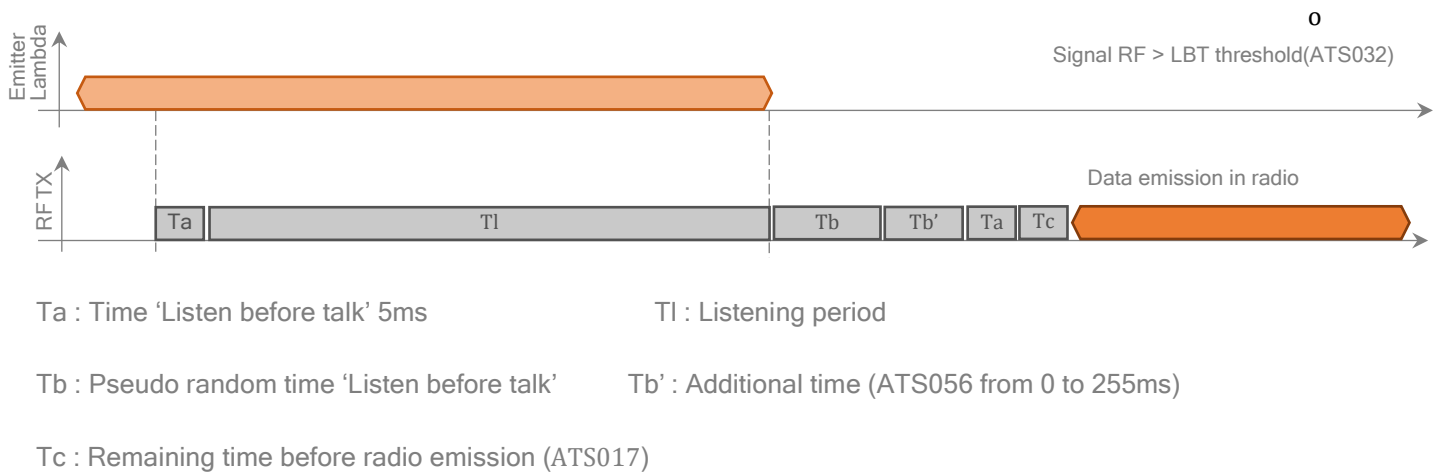 o
Signal RF > LBT threshold(ATS032)
Emitter
Lambda
Data emission in radio
RF TX
Ta Tl Tb Tb’ Ta Tc
Ta : Time ‘Listen before talk’ 5ms Tl : Listening period
Tb : Pseudo random time ‘Listen before talk’ Tb’ : Additional time (ATS056 from 0 to 255ms)
Tc : Remaining time before radio emission (ATS017)